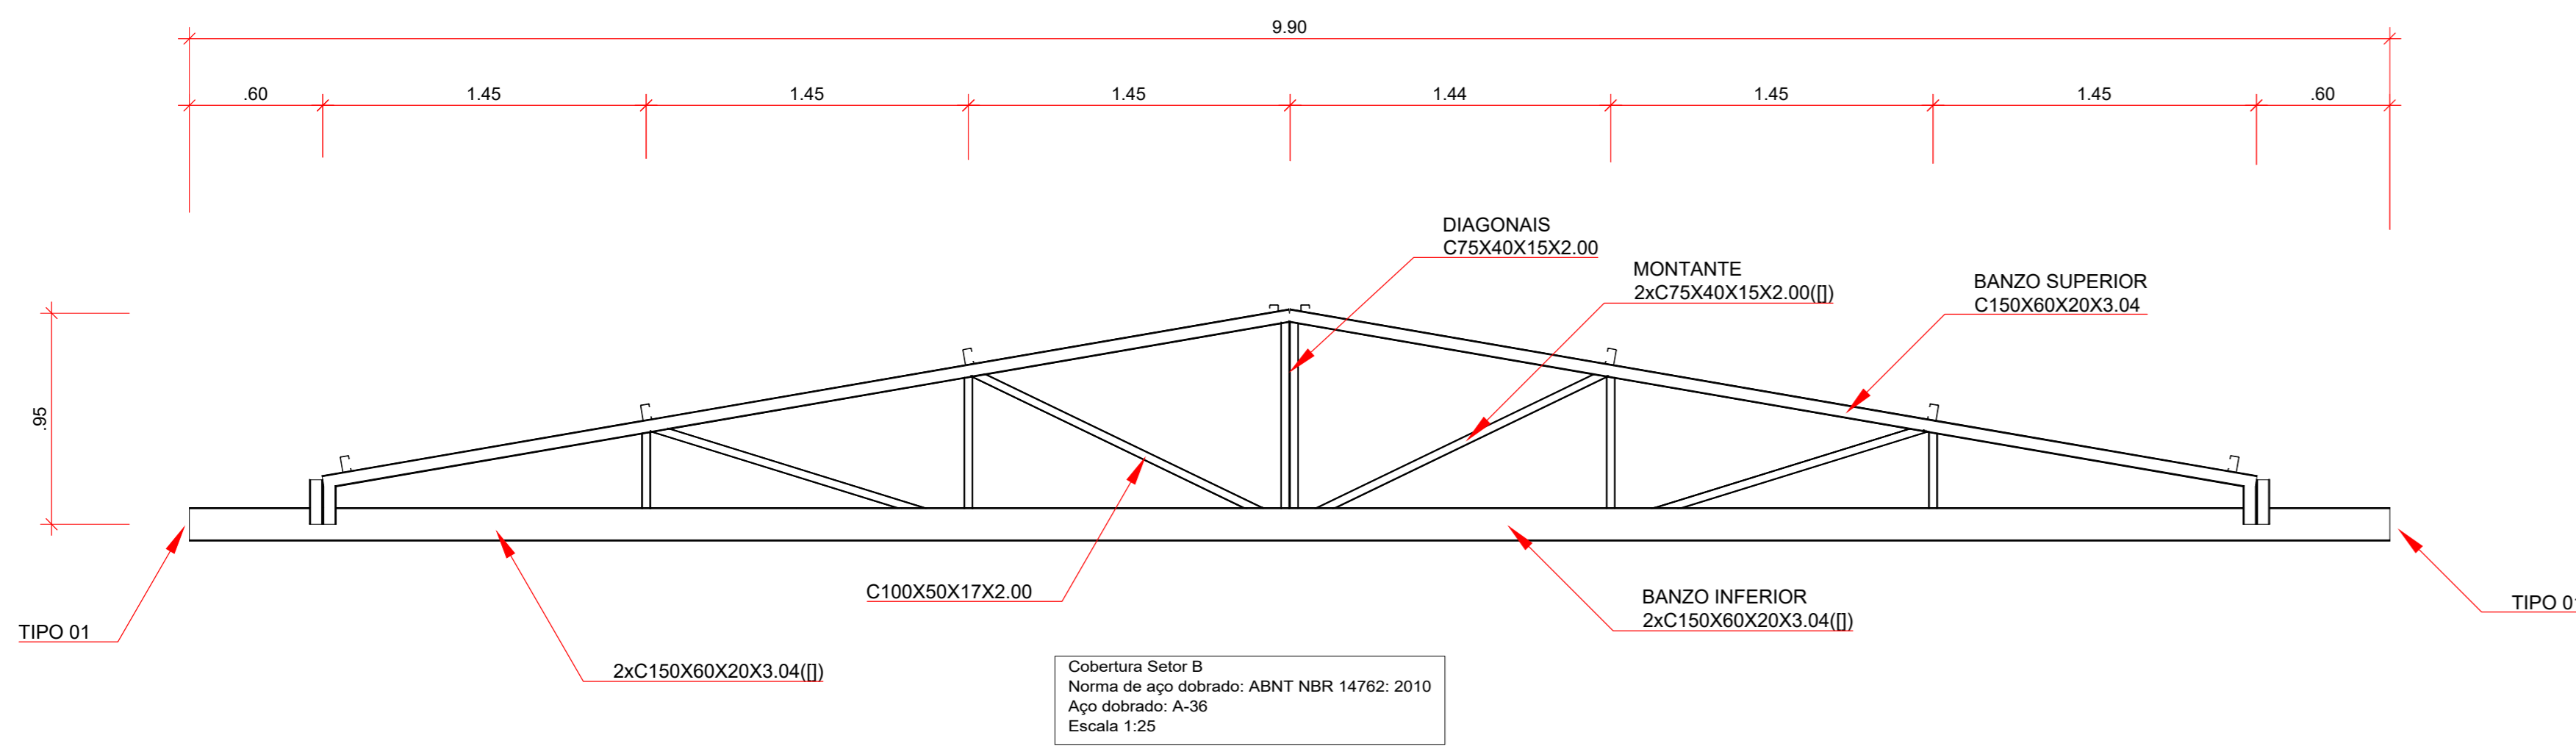 9.90
.60
1.45
1.45
1.45
1.44
1.45
1.45
.60
.95
DIAGONAIS
C75X40X15X2.00
MONTANTE
2xC75X40X15X2.00([])
BANZO SUPERIOR
C150X60X20X3.04
C100X50X17X2.00
BANZO INFERIOR
2xC150X60X20X3.04([])
TIPO 01
TIPO 01
2xC150X60X20X3.04([])
Cobertura Setor B
Norma de aço dobrado: ABNT NBR 14762: 2010
Aço dobrado: A-36
Escala 1:25